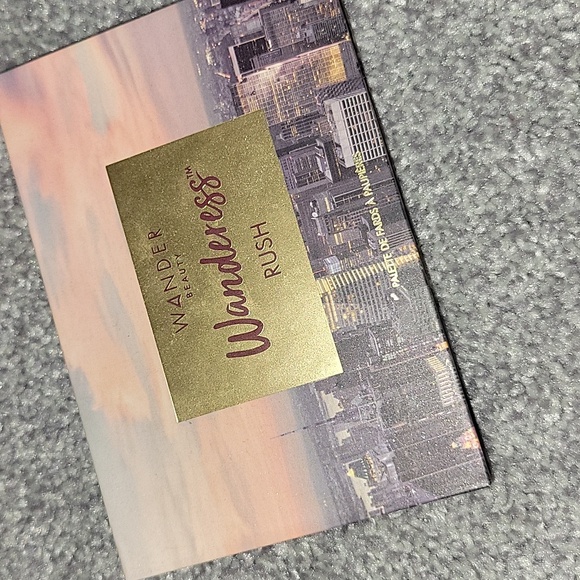 WANDER
BEAUTY
Wanderess™
RUSH
PALETTE DE FARDS À PAUPIÈRES